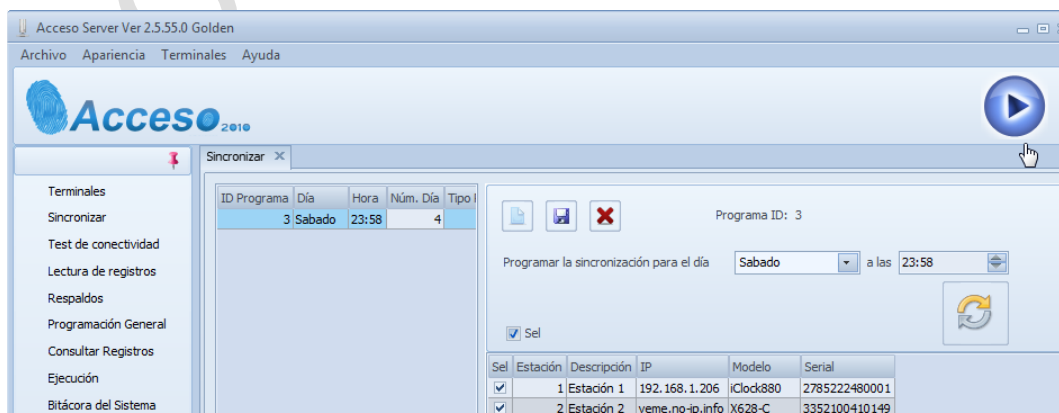 Acceso Server Ver 2.5.55.0 Golden
Archivo Apariencia Terminales Ayuda
Acceso 2010
Sincronizar
Terminales
Sincronizar
Test de conectividad
Lectura de registros
Respaldos
Programación General
Consultar Registros
Ejecución
Bitácora del Sistema
ID Programa Día Hora Núm. Día Tipo
3 Sabado 23:58 4
Programa ID: 3
Programar la sincronización para el día Sabado a las 23:58
Sel
Sel Estación Descripción IP Modelo Serial
1 Estación 1 192.168.1.206 iClock880 2785222480001
2 Estación 2 veme.no-ip.info X628-C 3352100410149